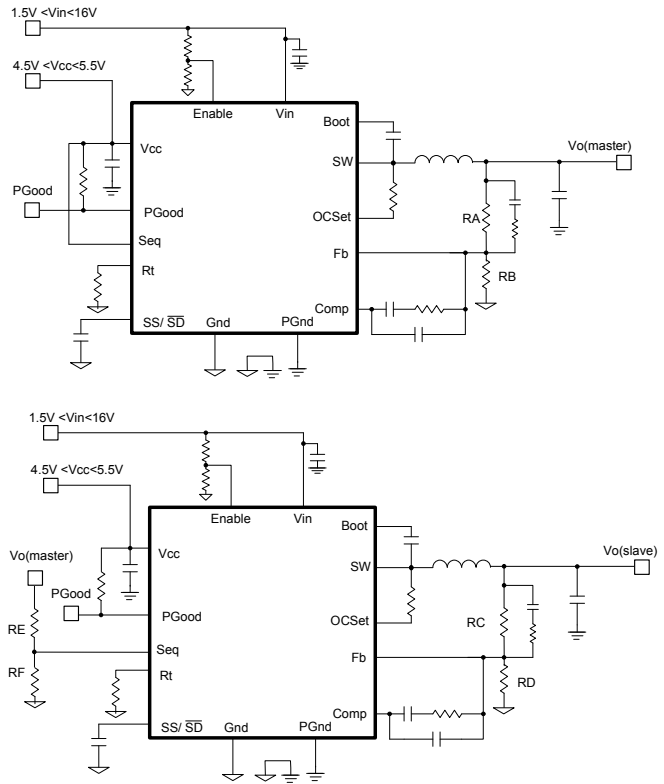 1.5V <Vin<16V
4.5V <Vcc<5.5V
Enable Vin
Boot
Vcc
SW
Vo(master)
PGood
PGood
OCSet
RA
Seq
Fb
Rt
RB
Comp
SS/ SD Gnd PGnd
1.5V <Vin<16V
4.5V <Vcc<5.5V
Enable Vin
Boot
Vo(master)
Vcc
SW
Vo(slave)
PGood
PGood
OCSet
RE
RC
Seq
Fb
RF
Rt
RD
Comp
SS/ SD Gnd PGnd